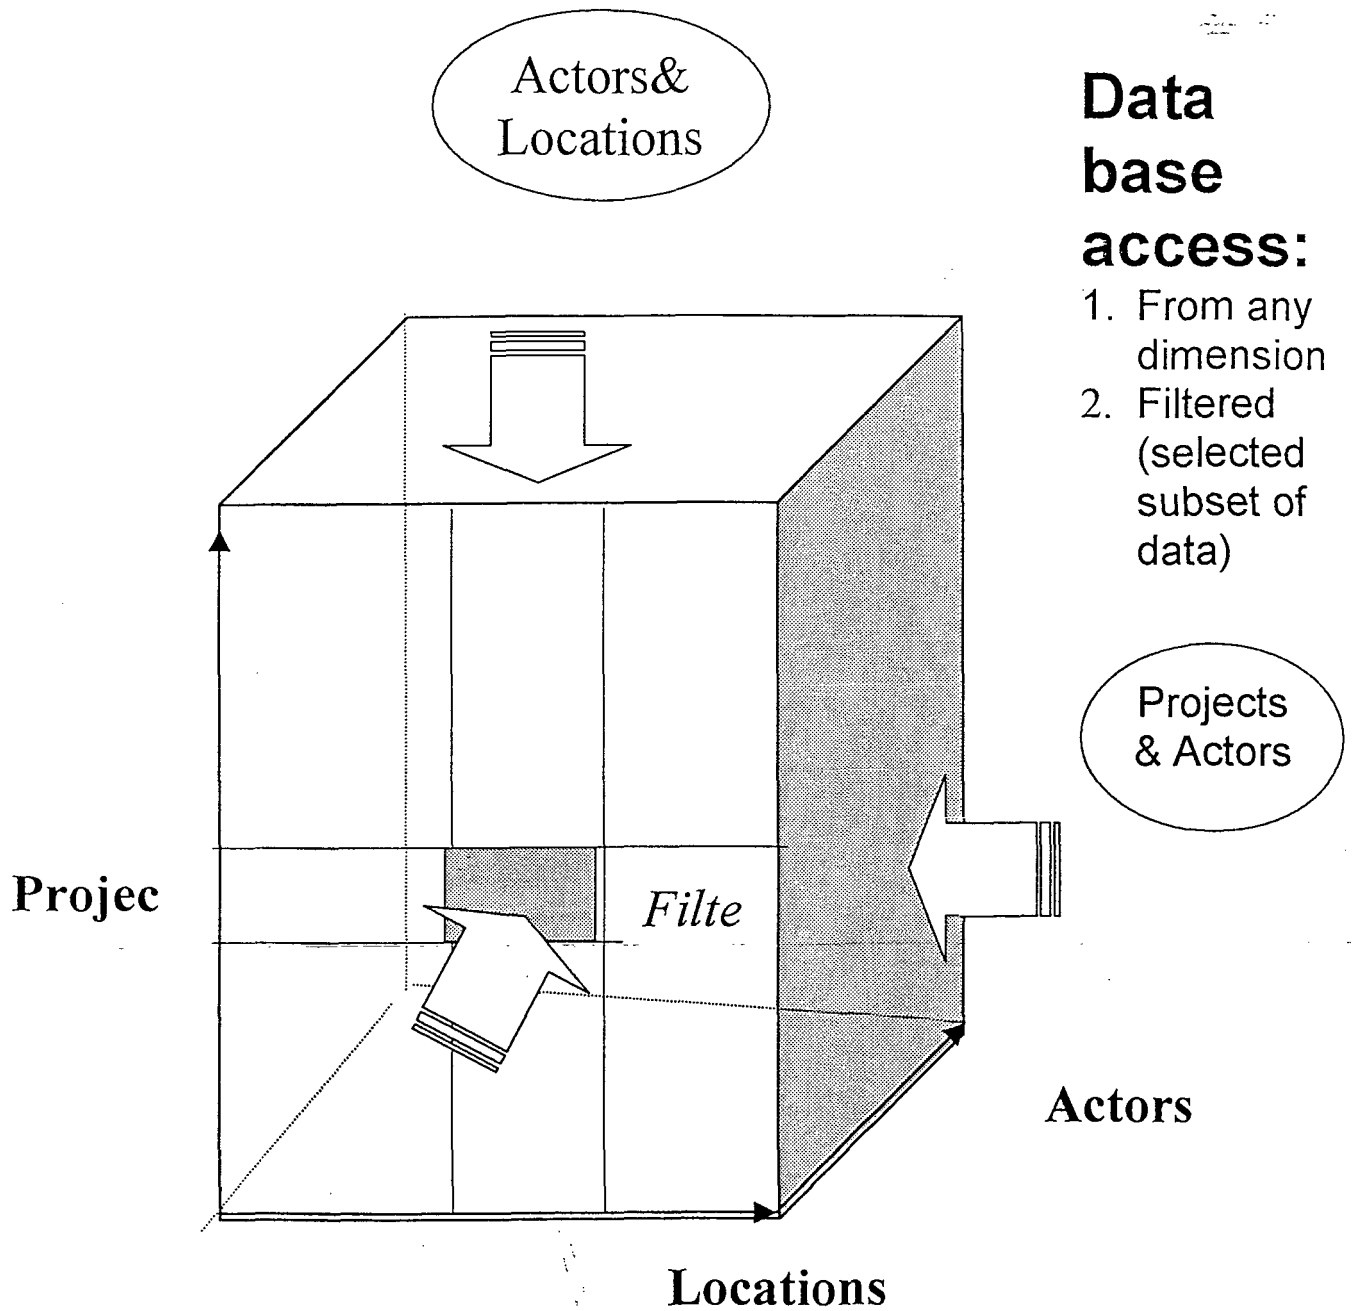 Actors&
Locations
Data
base
access:
1. From any
dimension
2. Filtered
(selected
subset of
data)
Projects
& Actors
Projec
Filte
Actors
Locations